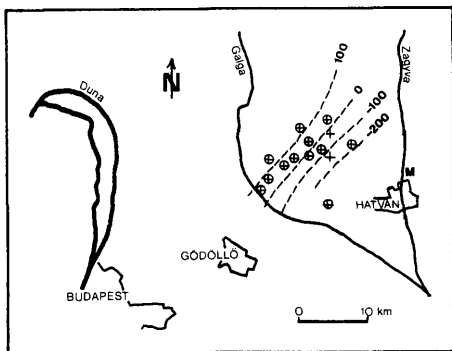 Duna
N
Galga
Zagyva
100
0
-100
-200
M
HATVAN
GÖDÖLLŐ
BUDAPEST
0 10 km